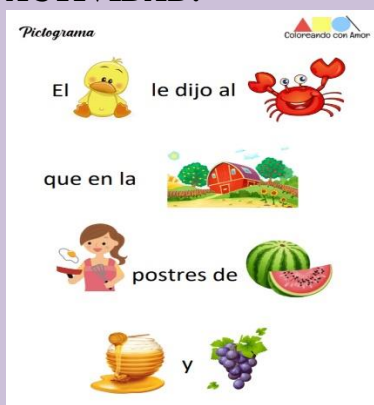 Pictograma
Coloreando con Amor
El le dijo al
que en la
postres de
y